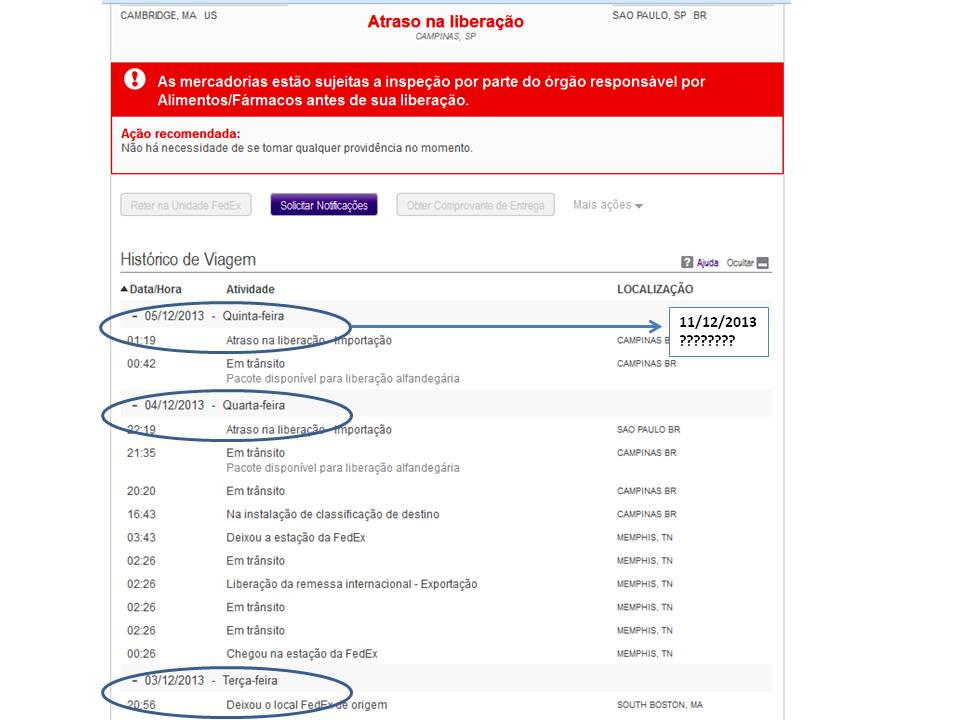 CAMBRIDGE, MA US
Atraso na liberação
SAO PAULO, SP BR
CAMPINAS, SP
As mercadorias estão sujeitas a inspeção por parte do órgão responsável por
Alimentos/Fármacos antes de sua liberação.
Ação recomendada:
Não há necessidade de se tomar qualquer providência no momento.
Reter na Unidade FedEx Solicitar Notificações Obter Comprovante de Entrega Mais ações
Histórico de Viagem ? Ajuda Ocultar
Data/Hora Atividade LOCALIZAÇÃO
- 05/12/2013 - Quinta-feira
11/12/2013
????????
01:19 Atraso na liberação - Importação CAMPINAS
00:42 Em trânsito CAMPINAS BR
Pacote disponível para liberação alfandegária
- 04/12/2013 - Quarta-feira
22:19 Atraso na liberação - Importação SAO PAULO BR
21:35 Em trânsito CAMPINAS BR
Pacote disponível para liberação alfandegária
20:20 Em trânsito CAMPINAS BR
16:43 Na instalação de classificação de destino CAMPINAS BR
03:43 Deixou a estação da FedEx MEMPHIS, TN
02:26 Em trânsito MEMPHIS, TN
02:26 Liberação da remessa internacional - Exportação MEMPHIS, TN
02:26 Em trânsito MEMPHIS, TN
02:26 Em trânsito MEMPHIS, TN
00:26 Chegou na estação da FedEx MEMPHIS, TN
- 03/12/2013 - Terça-feira
20:56 Deixou o local FedEx de origem SOUTH BOSTON, MA